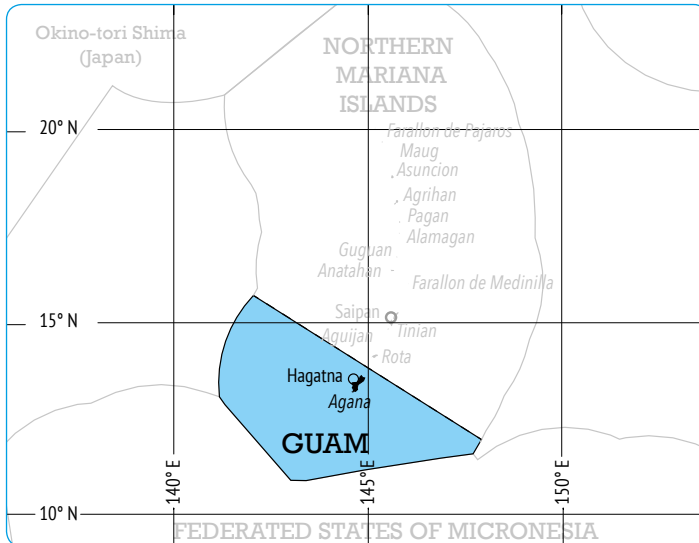 Okino-tori Shima
(Japan)
NORTHERN
MARIANA
ISLANDS
20° N
Farallon de Pajaros
Maug
Asuncion
Agrihan
Pagan
Alamagan
Guguan
Anatahan
Farallon de Medinilla
15° N
Saipan
Tinian
Aguijan
Rota
Hagatna
Agana
GUAM
140° E
145° E
150° E
10° N
FEDERATED STATES OF MICRONESIA